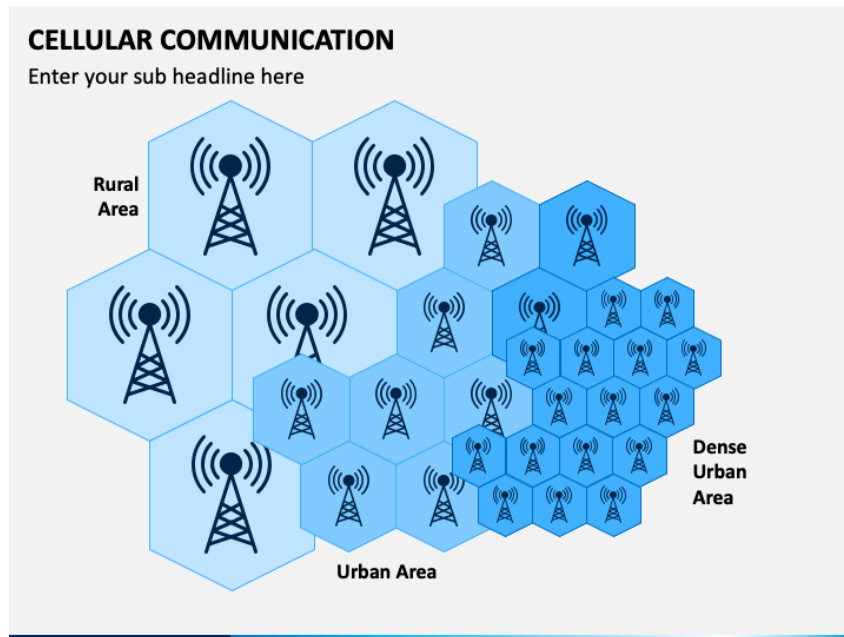 CELLULAR COMMUNICATION
Enter your sub headline here
Rural
Area
Dense
Urban
Area
Urban Area